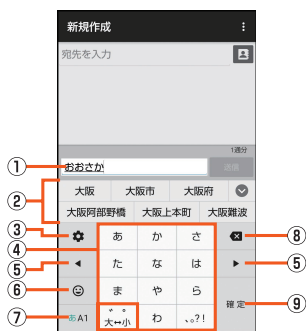 新規作成
宛先を入力
1通分
① おおさか 送信
②
大阪 大阪市 大阪府
大阪阿部野橋 大阪上本町 大阪難波
③ あ か さ ⑧
④
⑤ た な は ⑤
⑥ ま や ら
確定 ⑨
⑦ あA1 大↔小 わ 、。?!